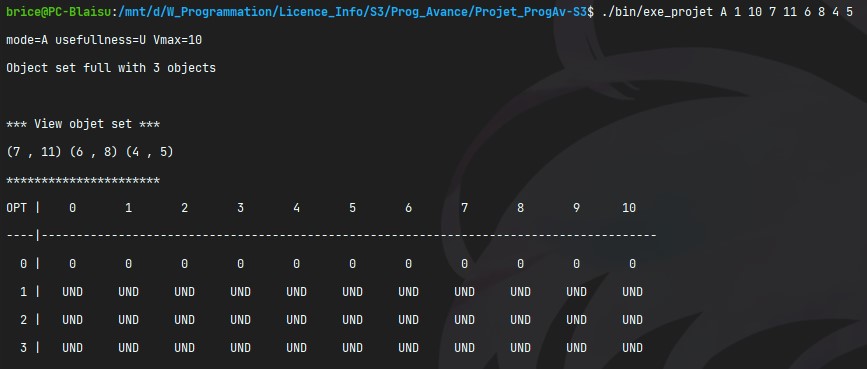 brice@PC-Blaisu:/mnt/d/W_Programmation/Licence_Info/S3/Prog_Avance/Projet_ProgAv-S3$ ./bin/exe_projet A 1 10 7 11 6 8 4 5
mode=A usefullness=U Vmax=10
Object set full with 3 objects
*** View objet set ***
(7 , 11) (6 , 8) (4 , 5)
**********************
OPT | 0 1 2 3 4 5 6 7 8 9 10
----|----------------------------------------------------------------------------------------
0 | 0 0 0 0 0 0 0 0 0 0 0
1 | UND UND UND UND UND UND UND UND UND UND UND
2 | UND UND UND UND UND UND UND UND UND UND UND
3 | UND UND UND UND UND UND UND UND UND UND UND